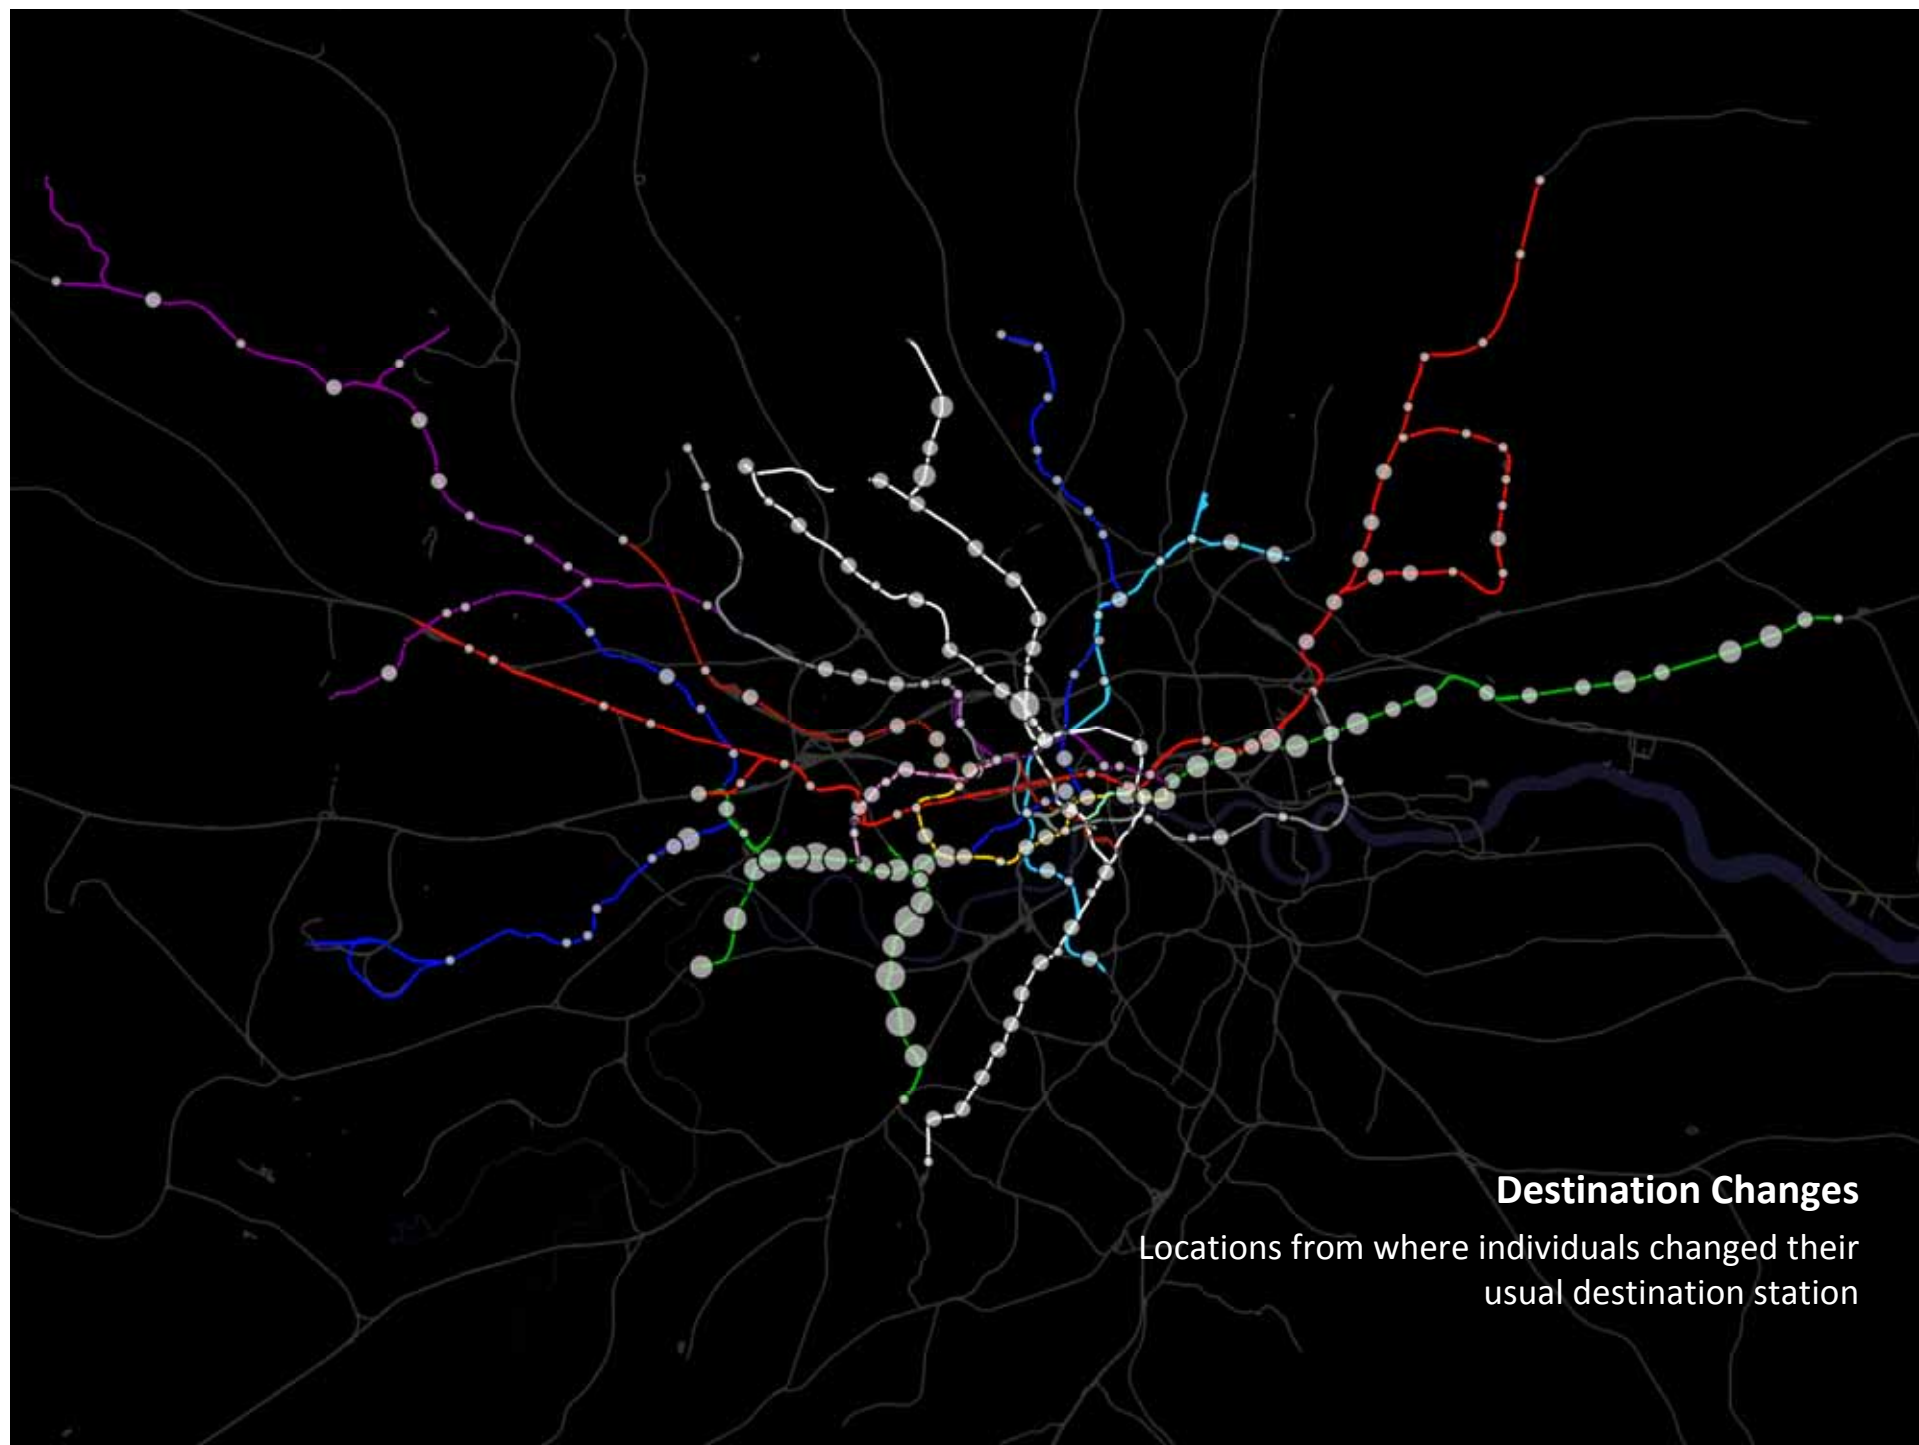 Destination Changes
Locations from where individuals changed their
usual destination station